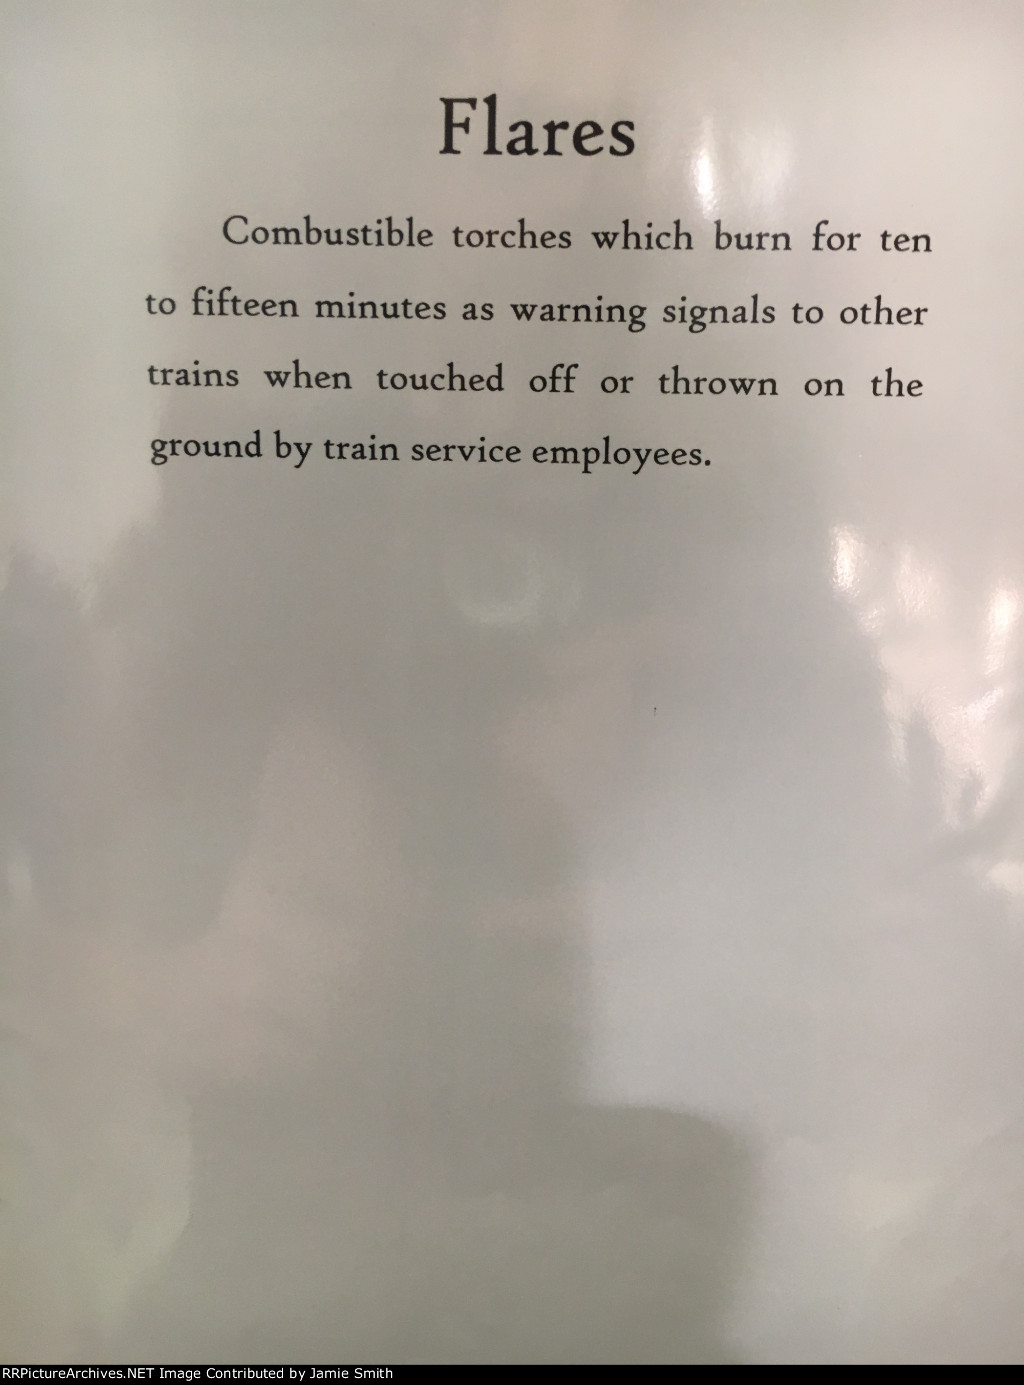 Flares
Combustible torches which burn for ten
to fifteen minutes as warning signals to other
trains when touched off or thrown on the
ground by train service employees.
RRPictureArchives.NET Image Contributed by Jamie Smith